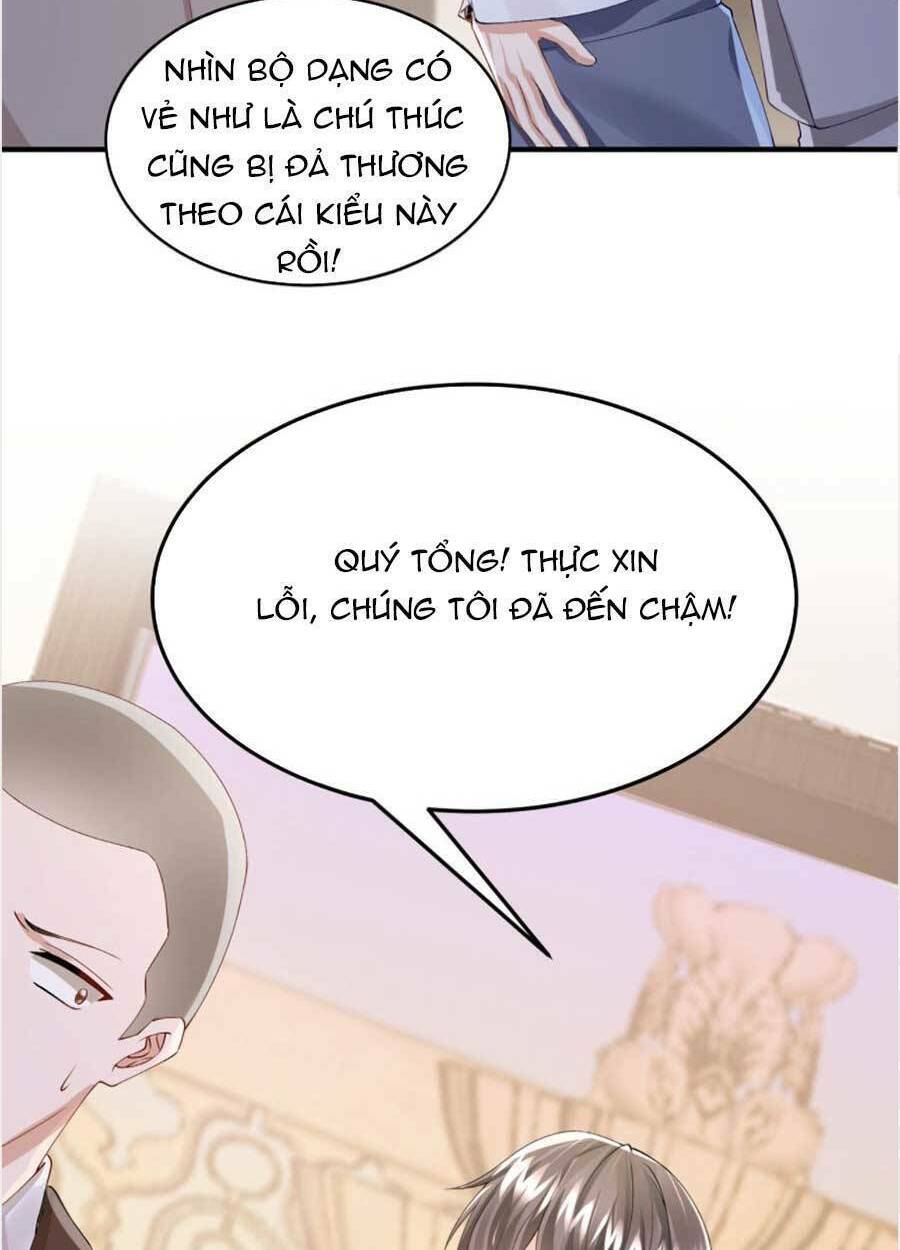 NHÌN BỘ DẠNG CÓ
VẺ NHƯ LÀ CHÚ THÚC
CŨNG BỊ ĐẢ THƯƠNG
THEO CÁI KIỂU NÀY
RỒI!
QUÝ TỔNG! THỰC XIN
LỖI, CHÚNG TÔI ĐÃ ĐẾN CHẬM!